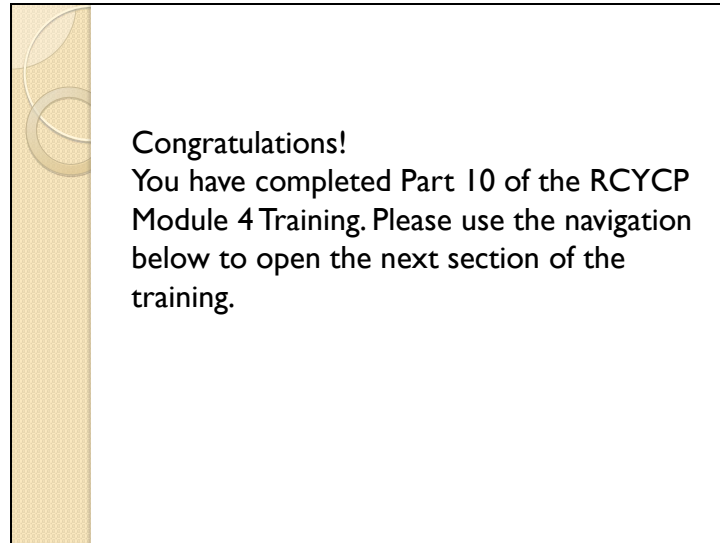 Congratulations!
You have completed Part 10 of the RCYCP
Module 4 Training. Please use the navigation
below to open the next section of the
training.